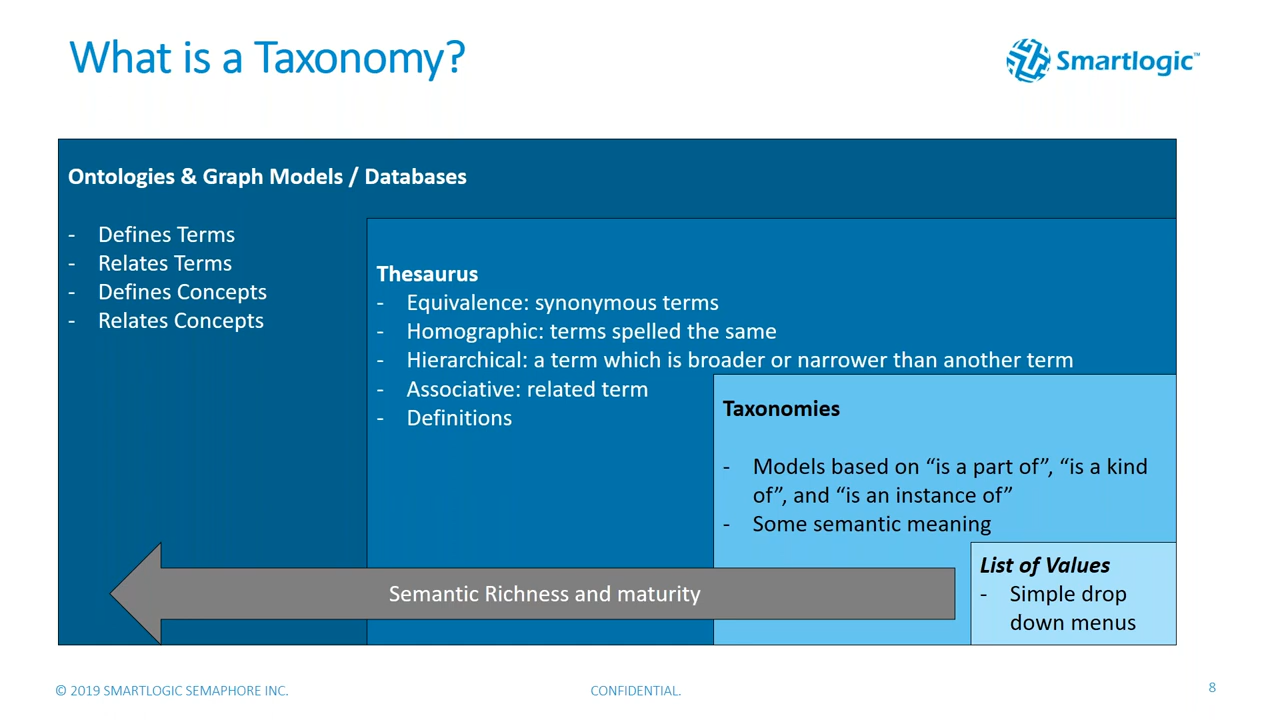 What is a Taxonomy?
Smartlogic™
Ontologies & Graph Models / Databases
- Defines Terms
- Relates Terms
- Defines Concepts
- Relates Concepts
Thesaurus
- Equivalence: synonymous terms
- Homographic: terms spelled the same
- Hierarchical: a term which is broader or narrower than another term
- Associative: related term
- Definitions
Taxonomies
- Models based on “is a part of”, “is a kind
of”, and “is an instance of”
- Some semantic meaning
List of Values
- Simple drop
down menus
Semantic Richness and maturity
© 2019 SMARTLOGIC SEMAPHORE INC.
CONFIDENTIAL.
8